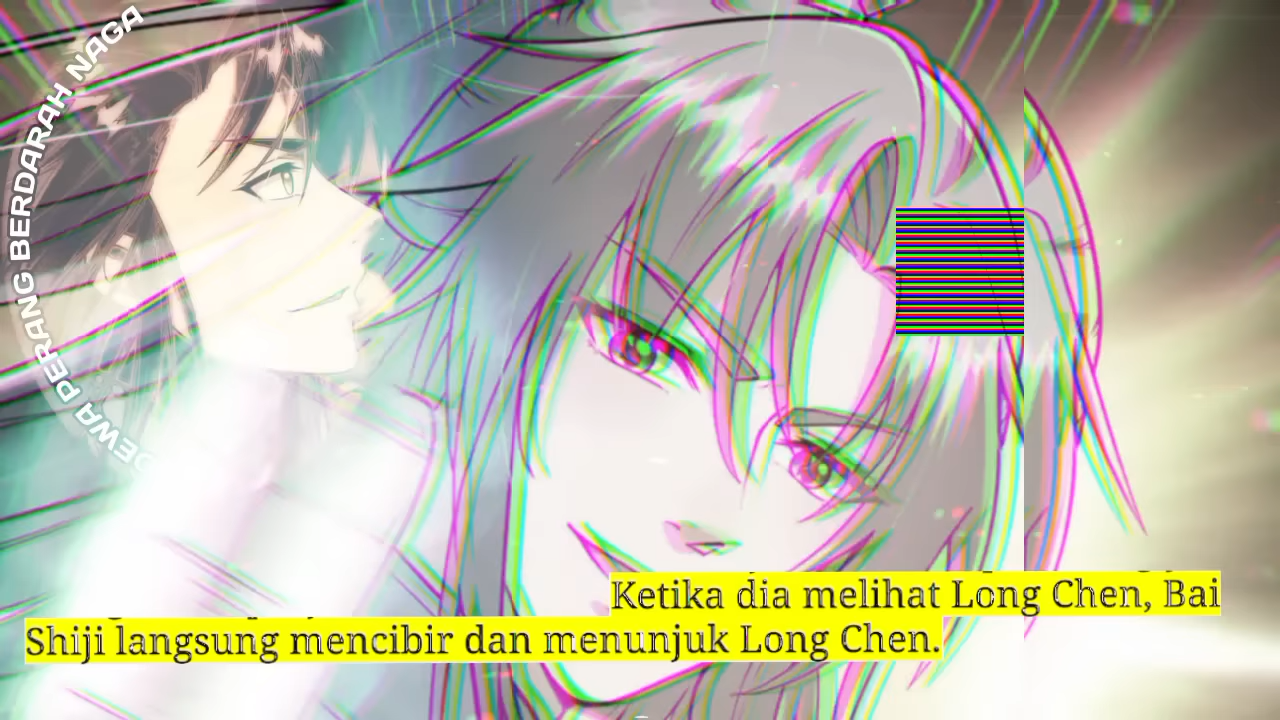 DEWA PERANG BERDARAH NAGA
Ketika dia melihat Long Chen, Bai
Shiji langsung mencibir dan menunjuk Long Chen.